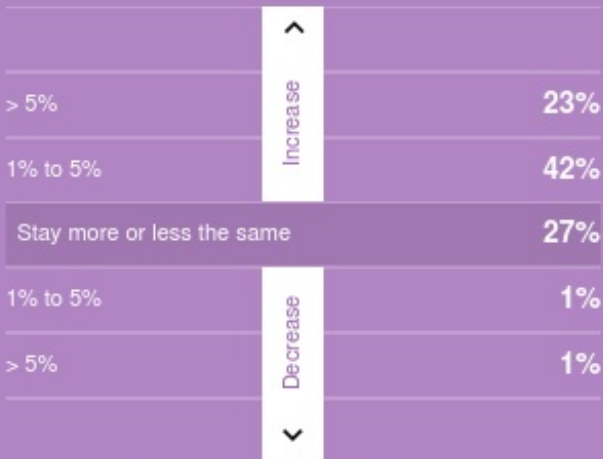 > 5%
23%
Increase
1% to 5%
42%
Stay more or less the same
27%
1% to 5%
1%
Decrease
> 5%
1%